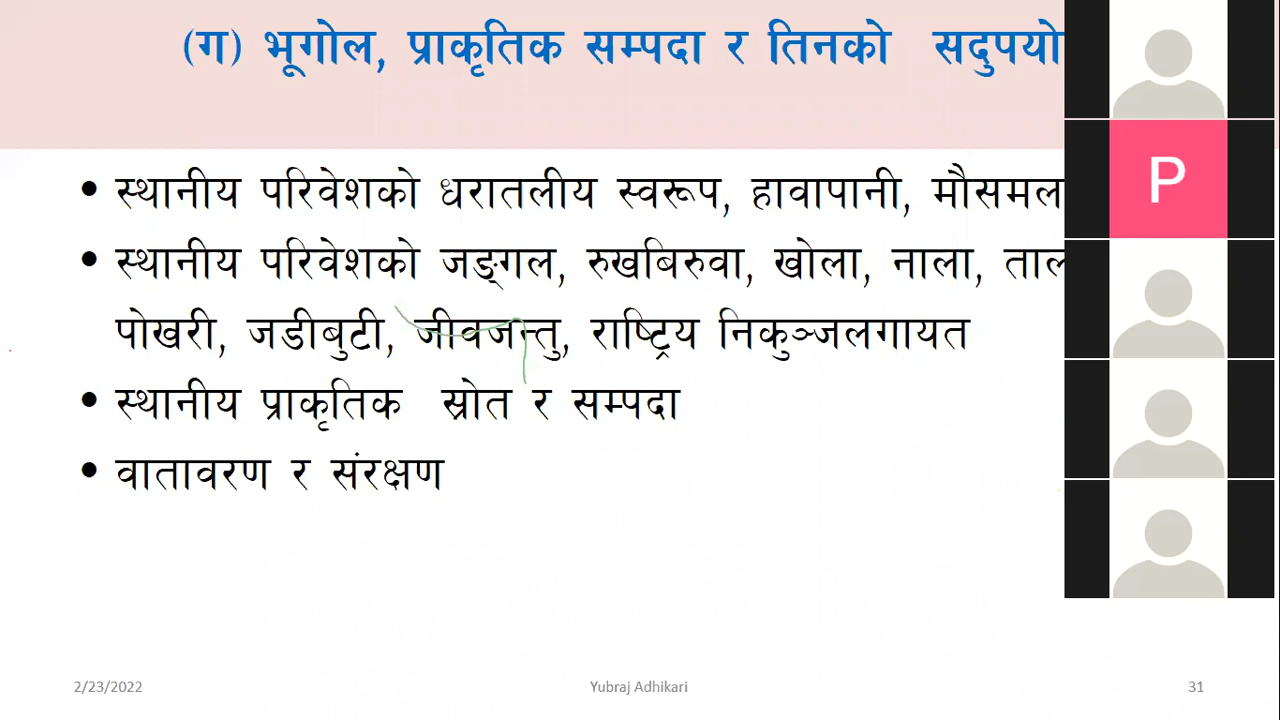 (ग) भूगोल, प्राकृतिक सम्पदा र तिनको सदुपयो
• स्थानीय परिवेशको धरातलीय स्वरूप, हावापानी, मौसमल
• स्थानीय परिवेशको जङ्गल, रुखबिरुवा, खोला, नाला, ताल
पोखरी, जडीबुटी, जीवजन्तु, राष्ट्रिय निकुञ्जलगायत
• स्थानीय प्राकृतिक स्रोत र सम्पदा
• वातावरण र संरक्षण
P
2/23/2022 Yubraj Adhikari 31